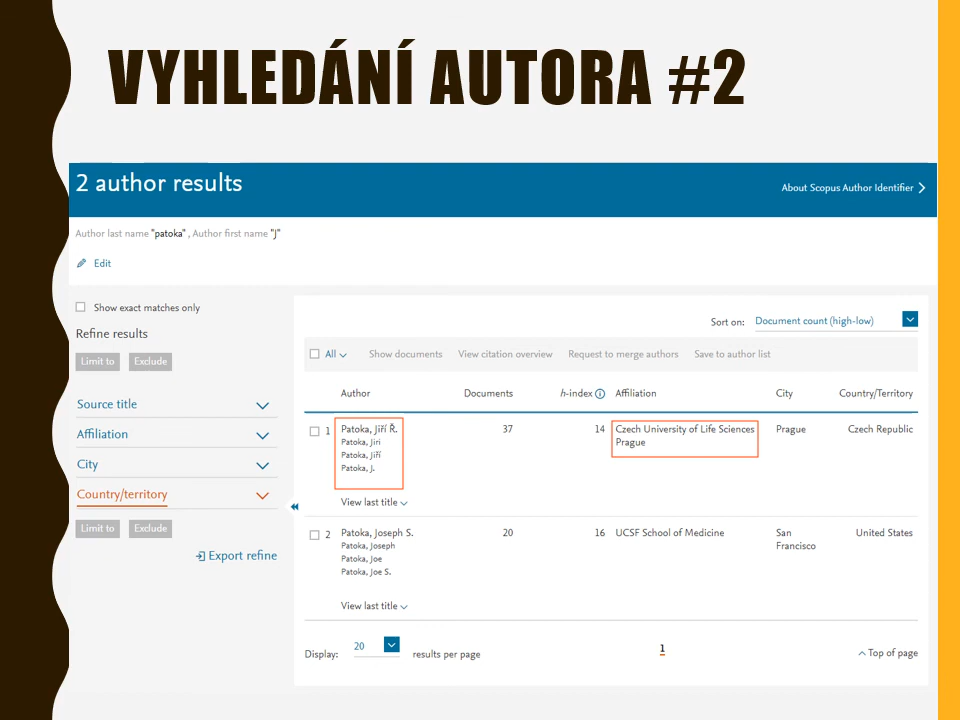 VYHLEDÁNÍ AUTORA #2
2 author results
About Scopus Author Identifier
Author last name "patoka" , Author first name "J"
Edit
Show exact matches only
Refine results
Limit to Exclude
Source title
Affiliation
City
Country/territory
Limit to Exclude
Export refine
Sort on: Document count (high-low)
All Show documents View citation overview Request to merge authors Save to author list
Author Documents h-index Affiliation City Country/Territory
1 Patoka, Jiří Ř. 37 14 Czech University of Life Sciences Prague Czech Republic
Patoka, Jiri Prague
Patoka, Jiří
Patoka, J.
View last title
2 Patoka, Joseph S. 20 16 UCSF School of Medicine San United States
Patoka, Joseph Francisco
Patoka, Joe
Patoka, Joe S.
View last title
Display: 20 results per page 1 Top of page